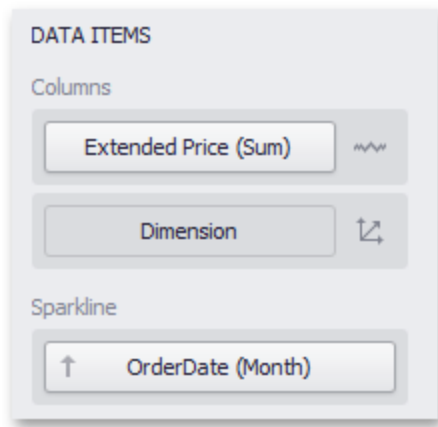 DATA ITEMS
Columns
Extended Price (Sum)
Dimension
Sparkline
OrderDate (Month)